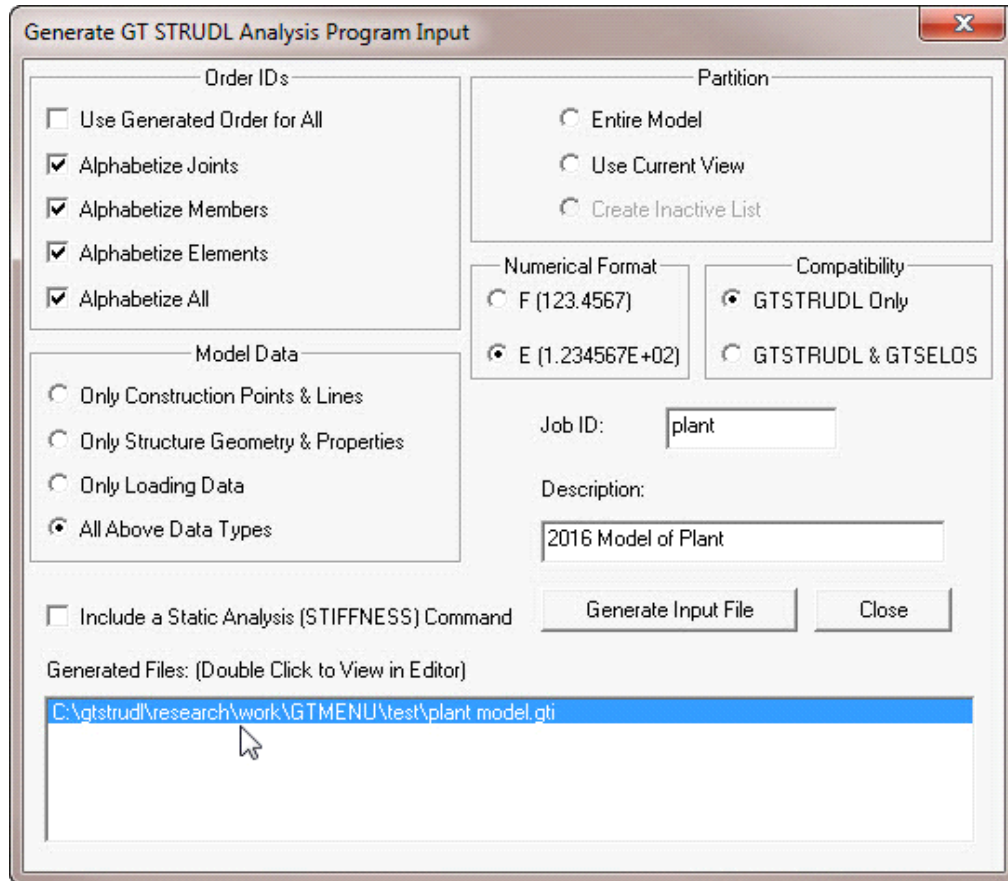 Generate GT STRUDL Analysis Program Input
Order IDs
Use Generated Order for All
Alphabetize Joints
Alphabetize Members
Alphabetize Elements
Alphabetize All
Partition
Entire Model
Use Current View
Create Inactive List
Numerical Format
F (123.4567)
E (1.234567E+02)
Compatibility
GTSTRUDL Only
GTSTRUDL & GTSELOS
Model Data
Only Construction Points & Lines
Only Structure Geometry & Properties
Only Loading Data
All Above Data Types
Job ID: plant
Description:
2016 Model of Plant
Include a Static Analysis (STIFFNESS) Command
Generate Input File
Close
Generated Files: (Double Click to View in Editor)
C:\gtstrudl\research\work\GTMENU\test\plant model.gti